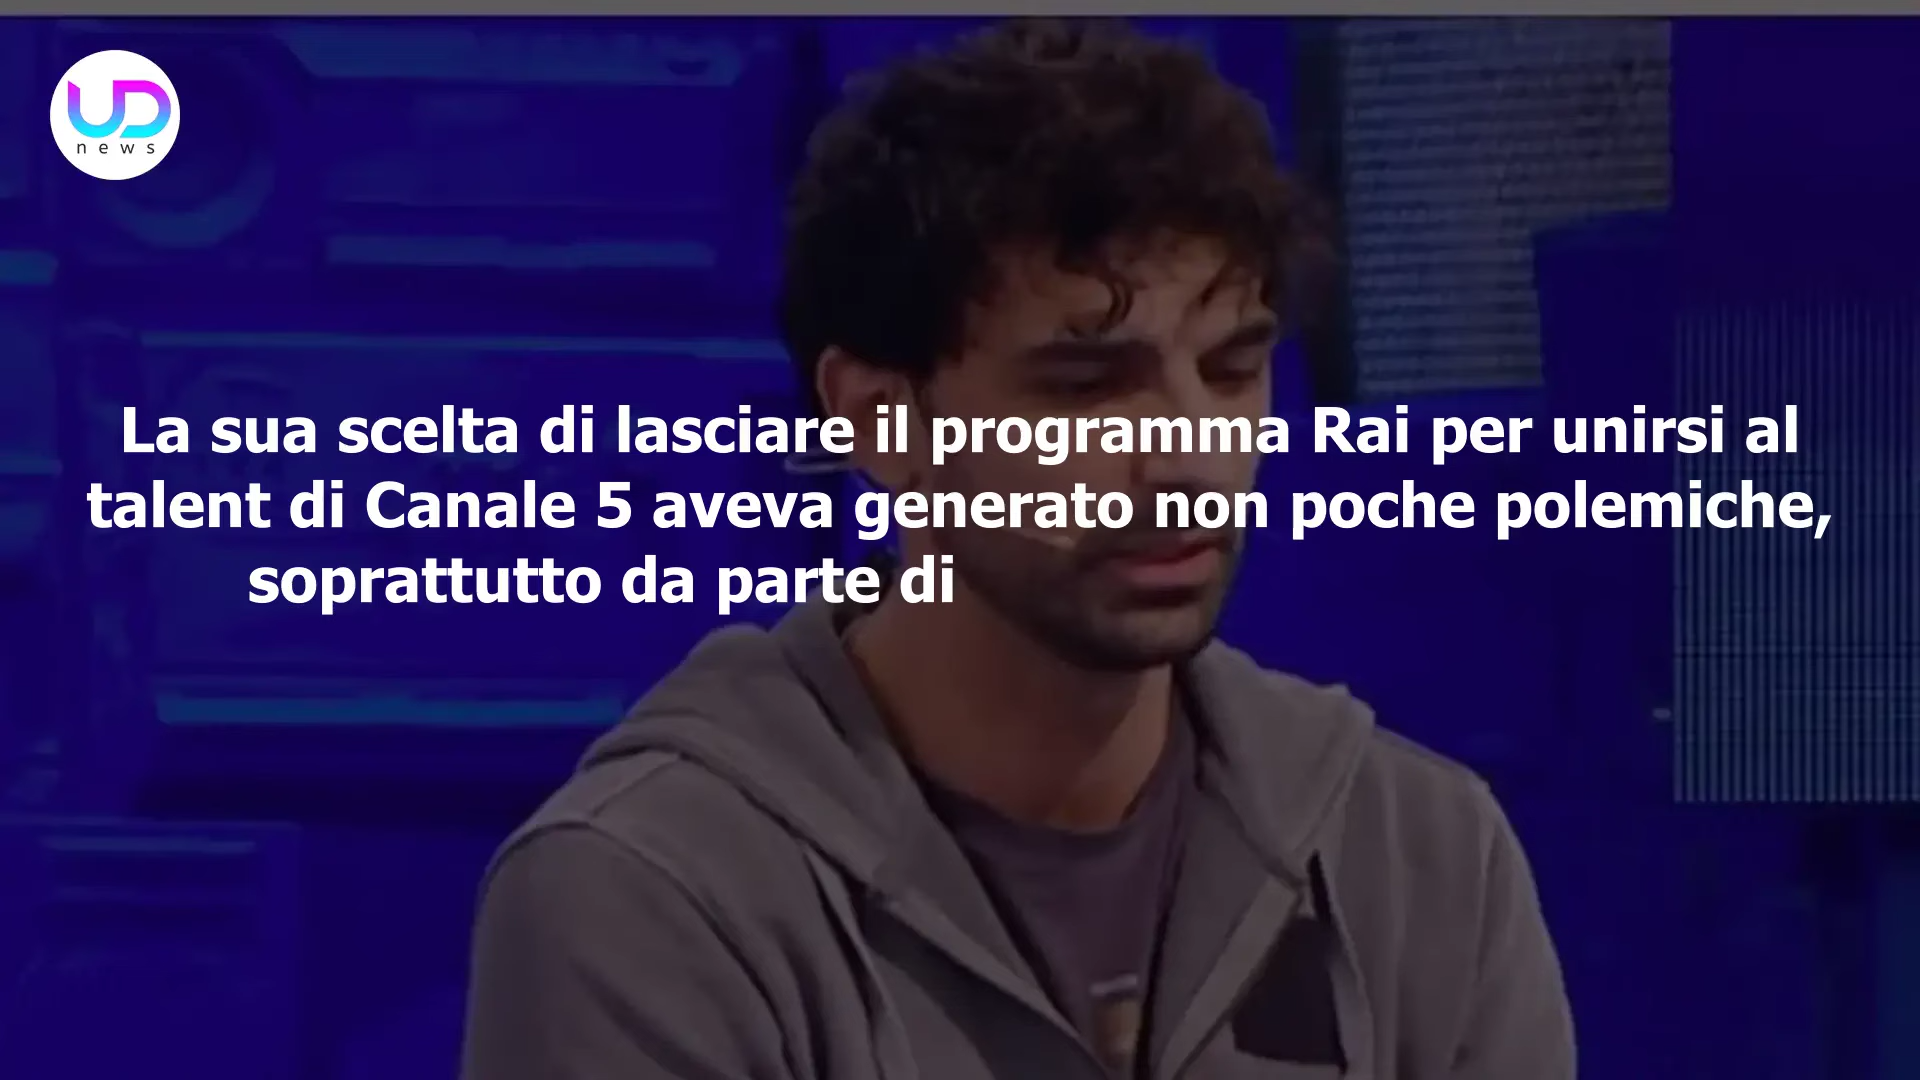 UD
news
La sua scelta di lasciare il programma Rai per unirsi al
talent di Canale 5 aveva generato non poche polemiche,
soprattutto da parte di